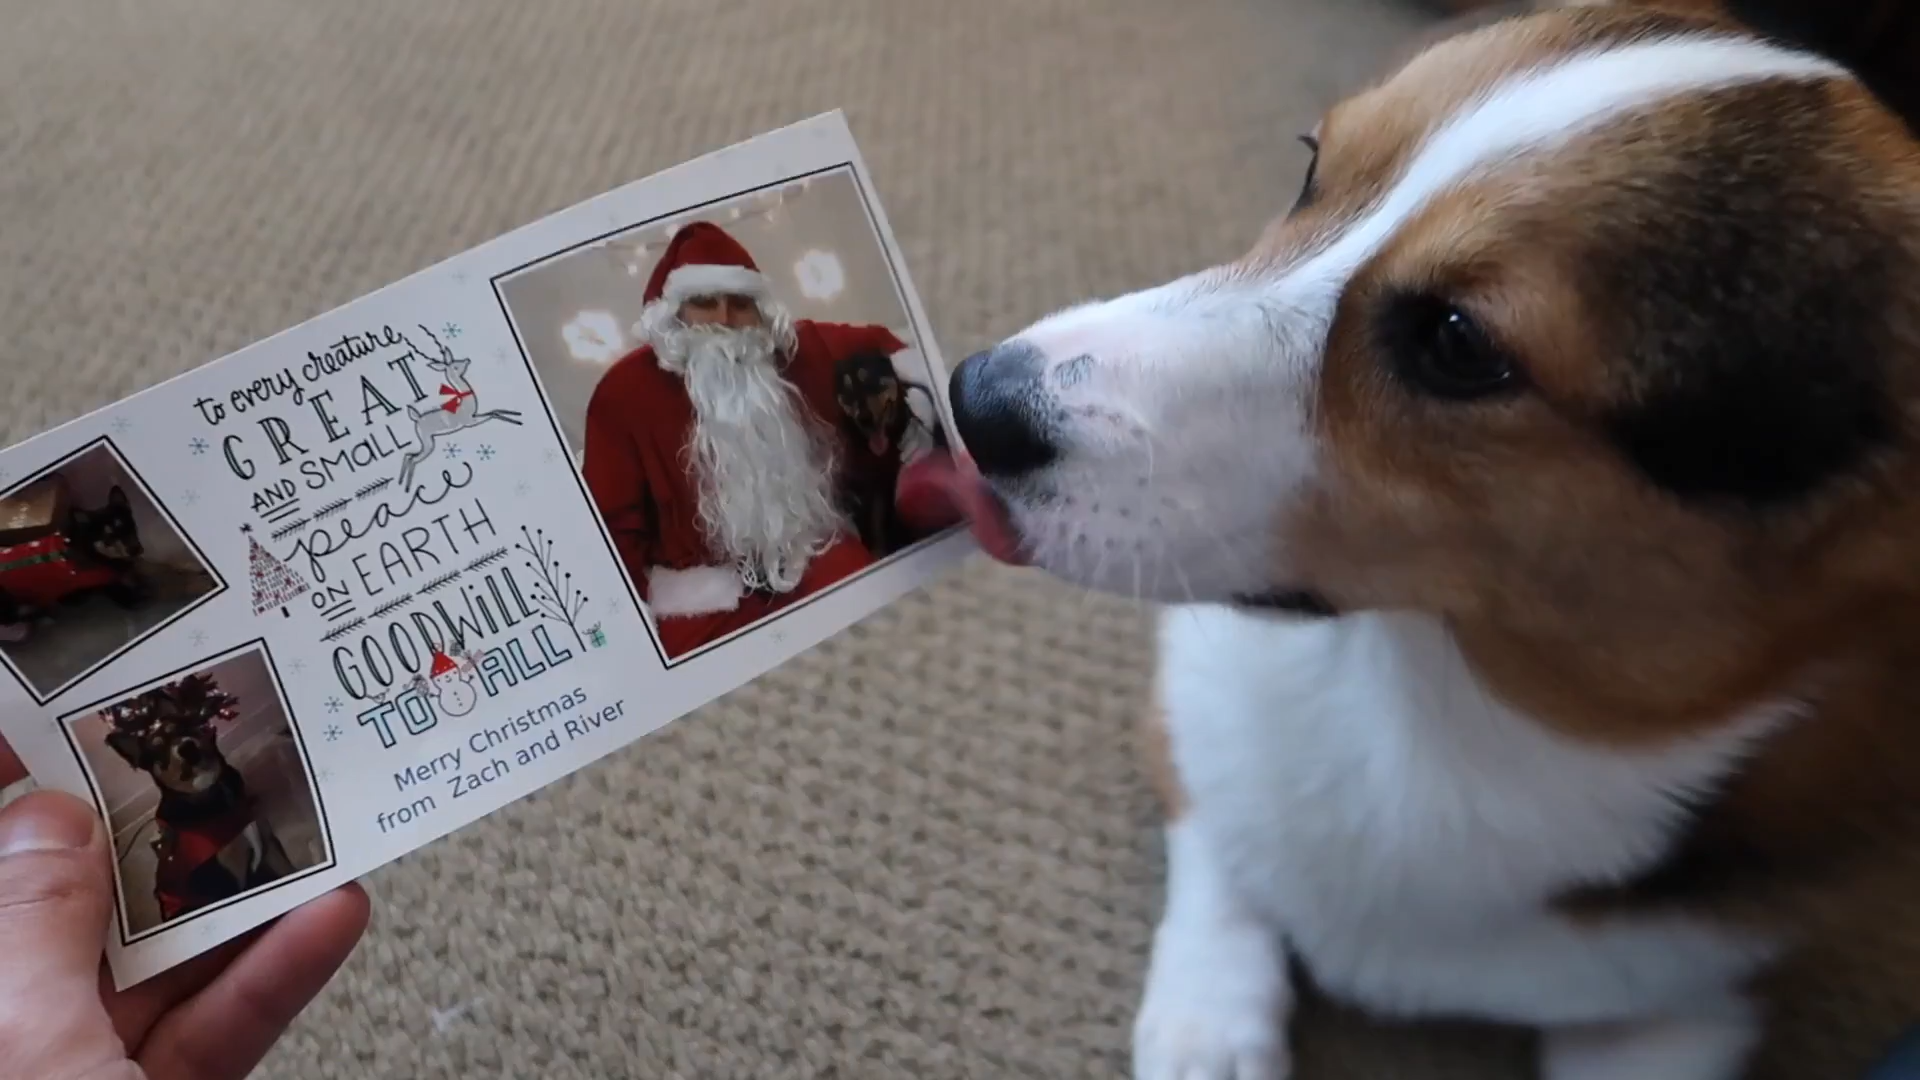 to every creature
GREAT
AND SMALL
peace
ON EARTH
GOODWiLL
TO ALL
Merry Christmas
from Zach and River